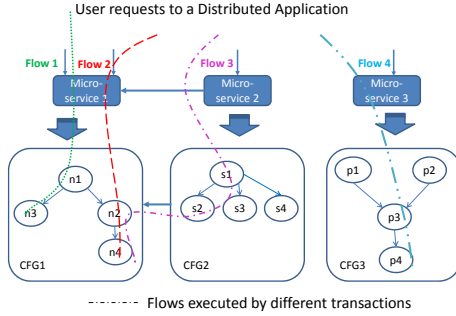 User requests to a Distributed Application
Flow 1
Flow 2
Flow 3
Flow 4
Micro-
service 1
Micro-
service 2
Micro-
service 3
n1
n3
n2
n4
CFG1
s1
s2
s3
s4
CFG2
p1
p2
p3
p4
CFG3
Flows executed by different transactions